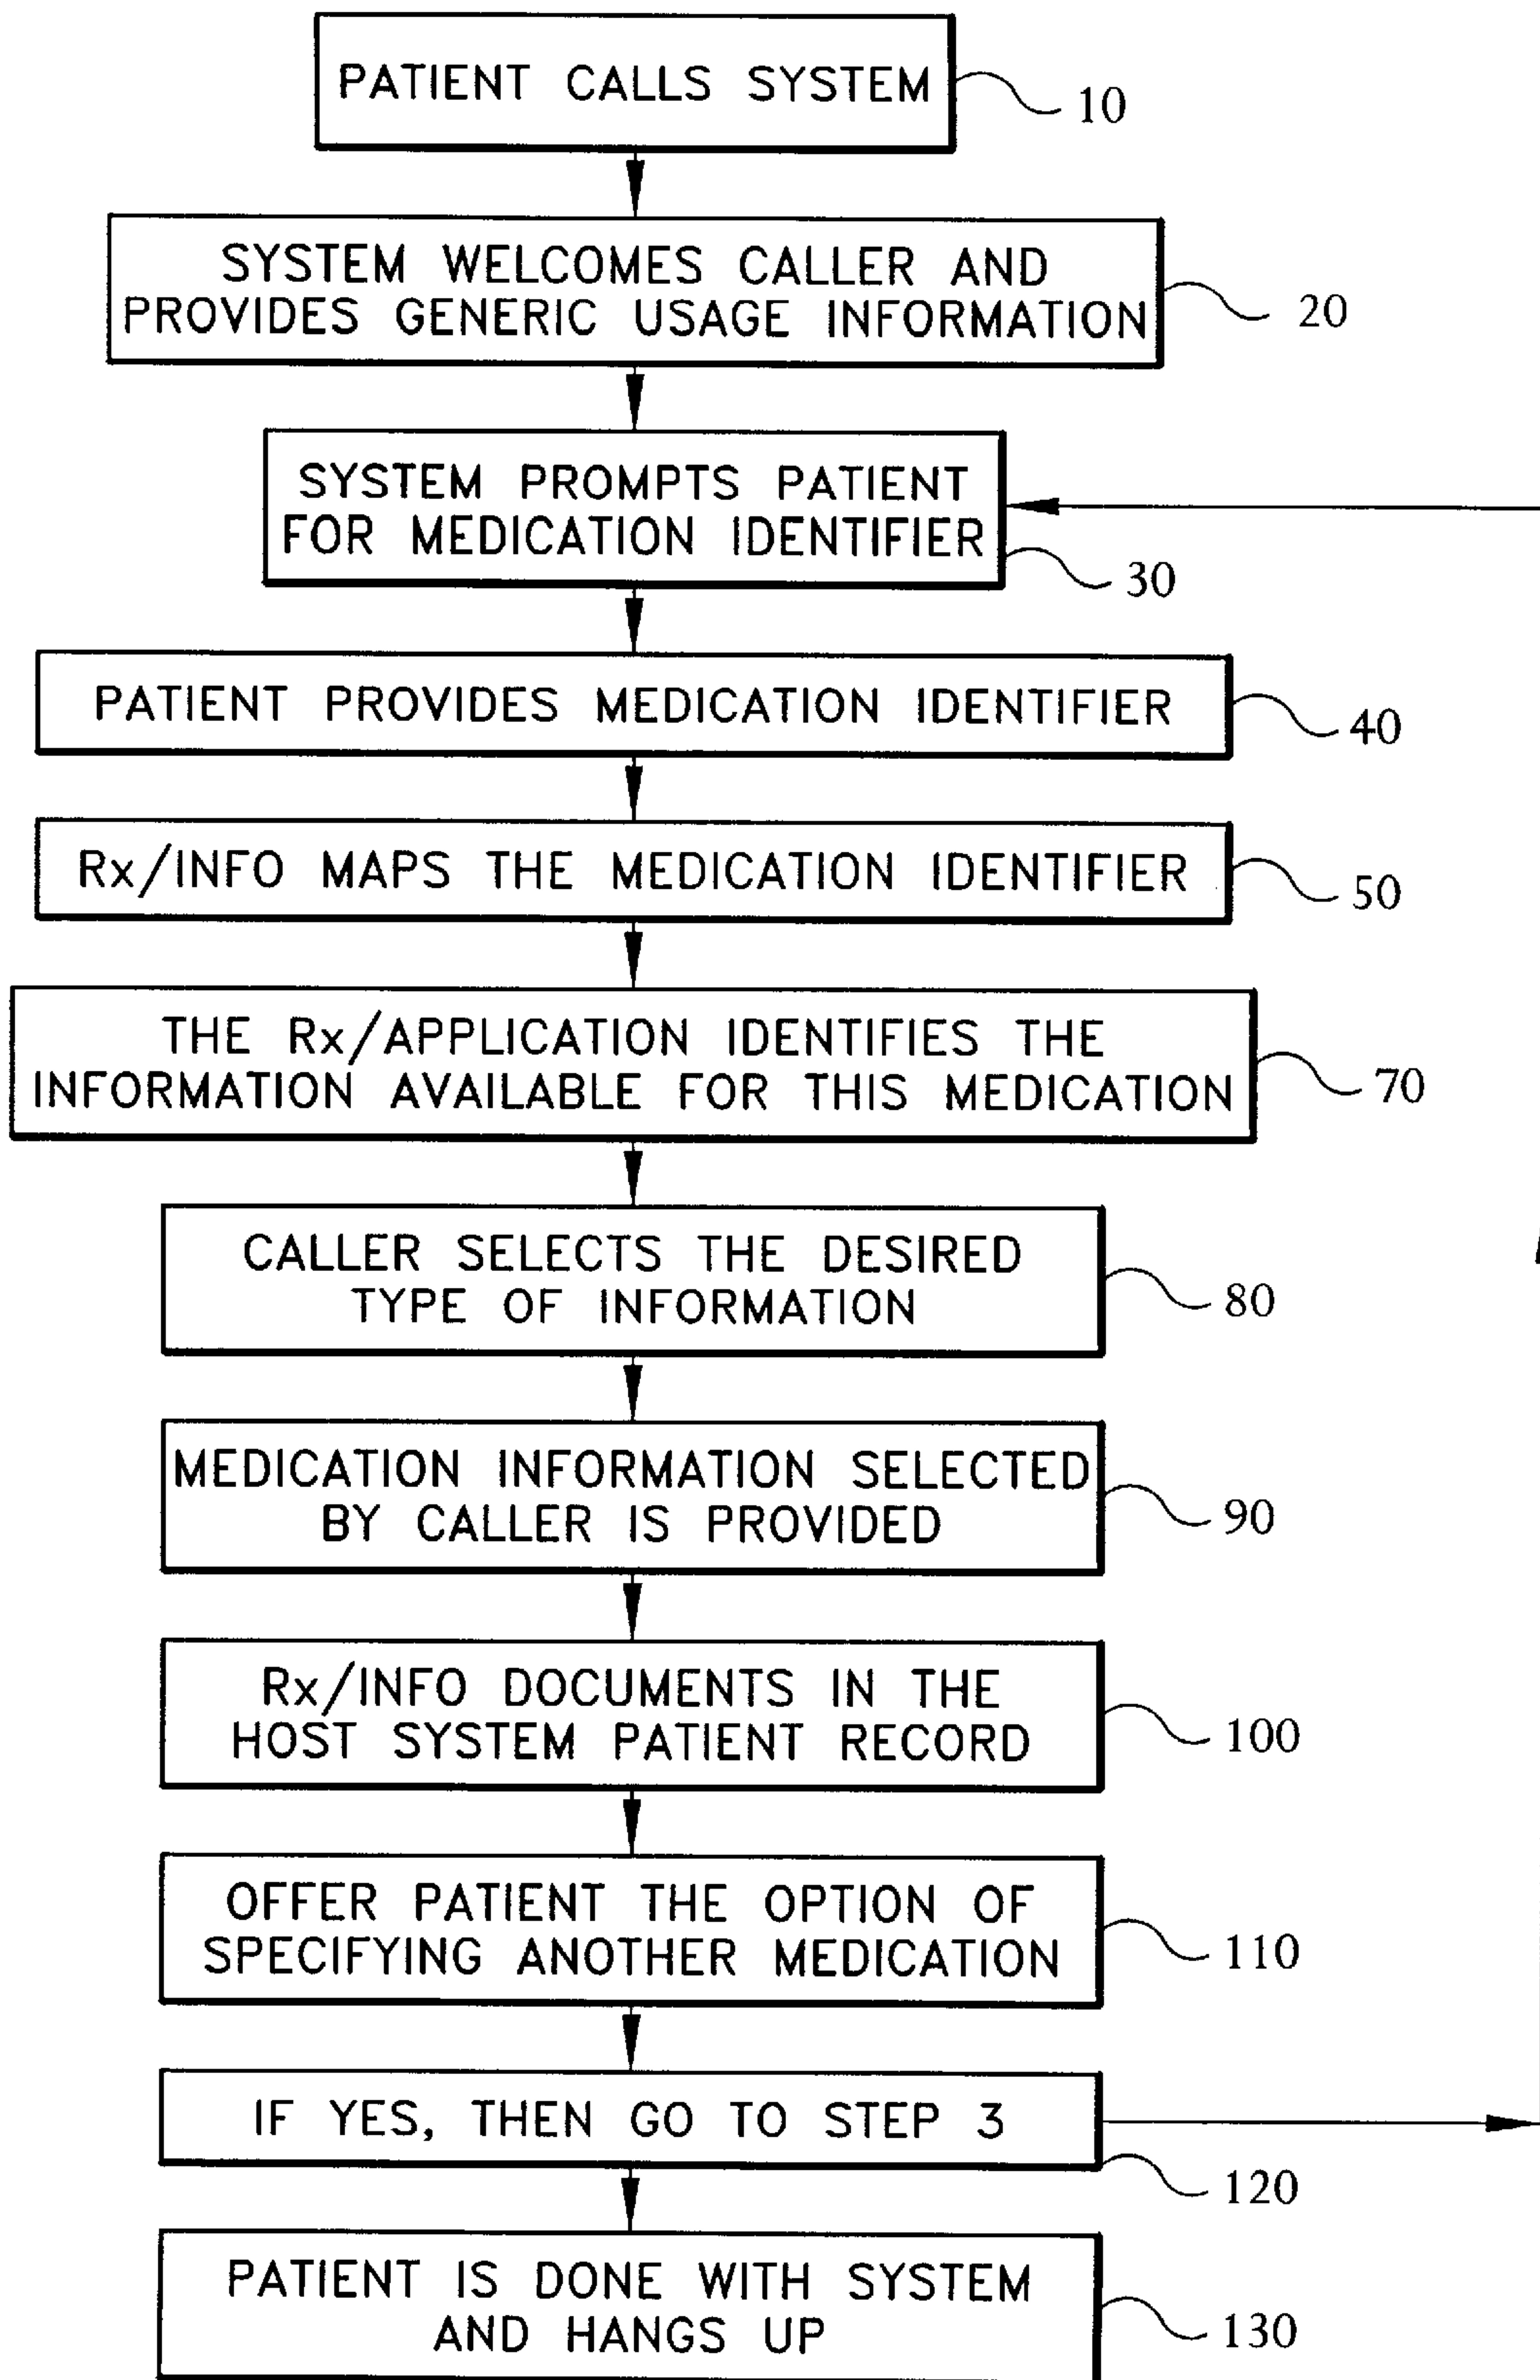 PATIENT CALLS SYSTEM
10
SYSTEM WELCOMES CALLER AND
PROVIDES GENERIC USAGE INFORMATION
20
SYSTEM PROMPTS PATIENT
FOR MEDICATION IDENTIFIER
30
PATIENT PROVIDES MEDICATION IDENTIFIER
40
Rx/INFO MAPS THE MEDICATION IDENTIFIER
50
THE Rx/APPLICATION IDENTIFIES THE
INFORMATION AVAILABLE FOR THIS MEDICATION
70
CALLER SELECTS THE DESIRED
TYPE OF INFORMATION
80
MEDICATION INFORMATION SELECTED
BY CALLER IS PROVIDED
90
Rx/INFO DOCUMENTS IN THE
HOST SYSTEM PATIENT RECORD
100
OFFER PATIENT THE OPTION OF
SPECIFYING ANOTHER MEDICATION
110
IF YES, THEN GO TO STEP 3
120
PATIENT IS DONE WITH SYSTEM
AND HANGS UP
130